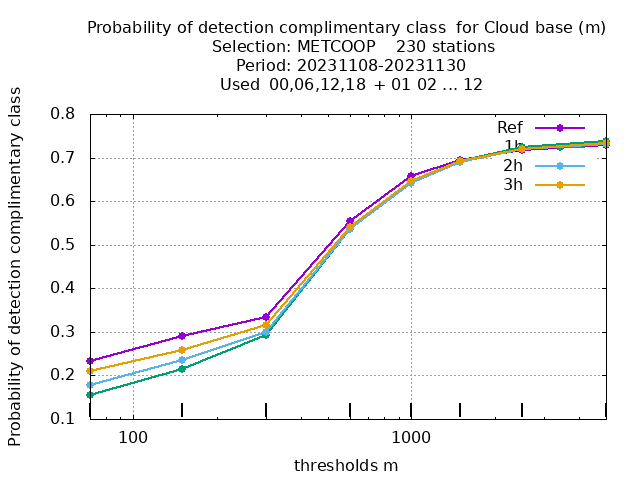 Probability of detection complimentary class  for Cloud base (m)
Selection: METCOOP    230 stations
Period: 20231108-20231130
Used  00,06,12,18  + 01 02 ... 12
Probability of detection complimentary class
0.8
0.7
0.6
0.5
0.4
0.3
0.2
0.1
Ref
1h
2h
3h
100
1000
thresholds m